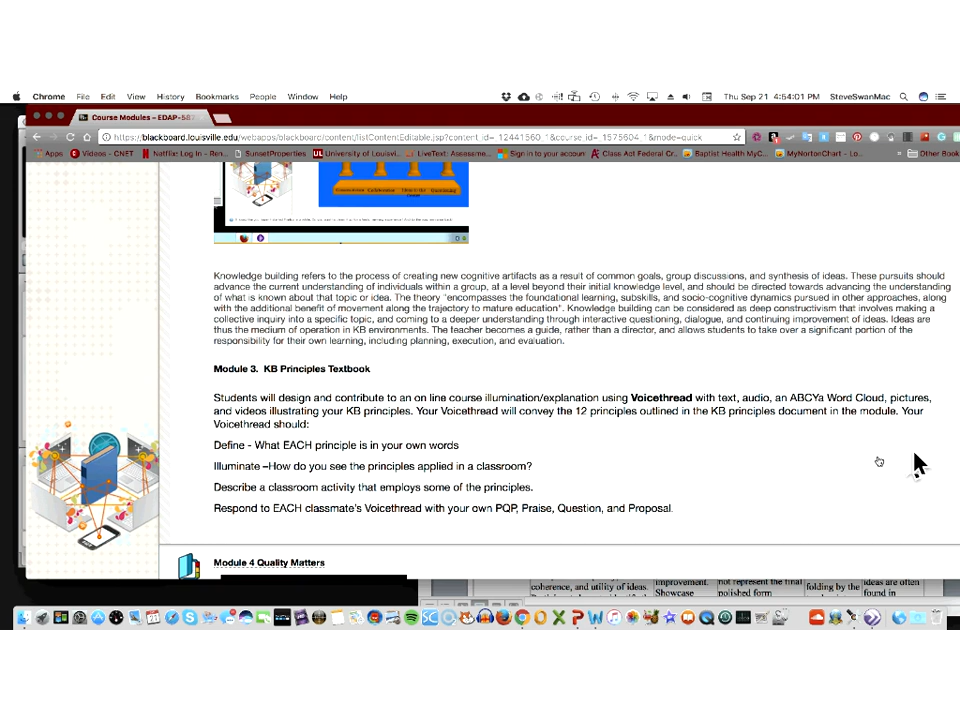 Chrome File Edit View History Bookmarks People Window Help Thu Sep 21 4:54:01 PM SteveSwanMac
Course Modules – EDAP-587
https://blackboard.louisville.edu/webapps/blackboard/content/listContentEditable.jsp?content_id=_12441560_1&course_id=_1575604_1&mode=quick
Apps Videos - CNET Netflix Log In - Ren... SunsetProperties University of Louisvi... LiveText: Assessme... Sign in to your account Class Act Federal Cr... Baptist Health MyC... MyNortonChart - Lo... » Other Book
Knowledge building refers to the process of creating new cognitive artifacts as a result of common goals, group discussions, and synthesis of ideas. These pursuits should
advance the current understanding of individuals within a group, at a level beyond their initial knowledge level, and should be directed towards advancing the understanding
of what is known about that topic or idea. The theory "encompasses the foundational learning, subskills, and socio-cognitive dynamics pursued in other approaches, along
with the additional benefit of movement along the trajectory to mature education". Knowledge building can be considered as deep constructivism that involves making a
collective inquiry into a specific topic, and coming to a deeper understanding through interactive questioning, dialogue, and continuing improvement of ideas. Ideas are
thus the medium of operation in KB environments. The teacher becomes a guide, rather than a director, and allows students to take over a significant portion of the
responsibility for their own learning, including planning, execution, and evaluation.
Module 3. KB Principles Textbook
Students will design and contribute to an on line course illumination/explanation using Voicethread with text, audio, an ABCYa Word Cloud, pictures,
and videos illustrating your KB principles. Your Voicethread will convey the 12 principles outlined in the KB principles document in the module. Your
Voicethread should:
Define - What EACH principle is in your own words
Illuminate –How do you see the principles applied in a classroom?
Describe a classroom activity that employs some of the principles.
Respond to EACH classmate's Voicethread with your own PQP, Praise, Question, and Proposal.
Module 4 Quality Matters
coherence, and utility of ideas. improvement. Showcase not represent the final polished form folding by the ideas are often found in